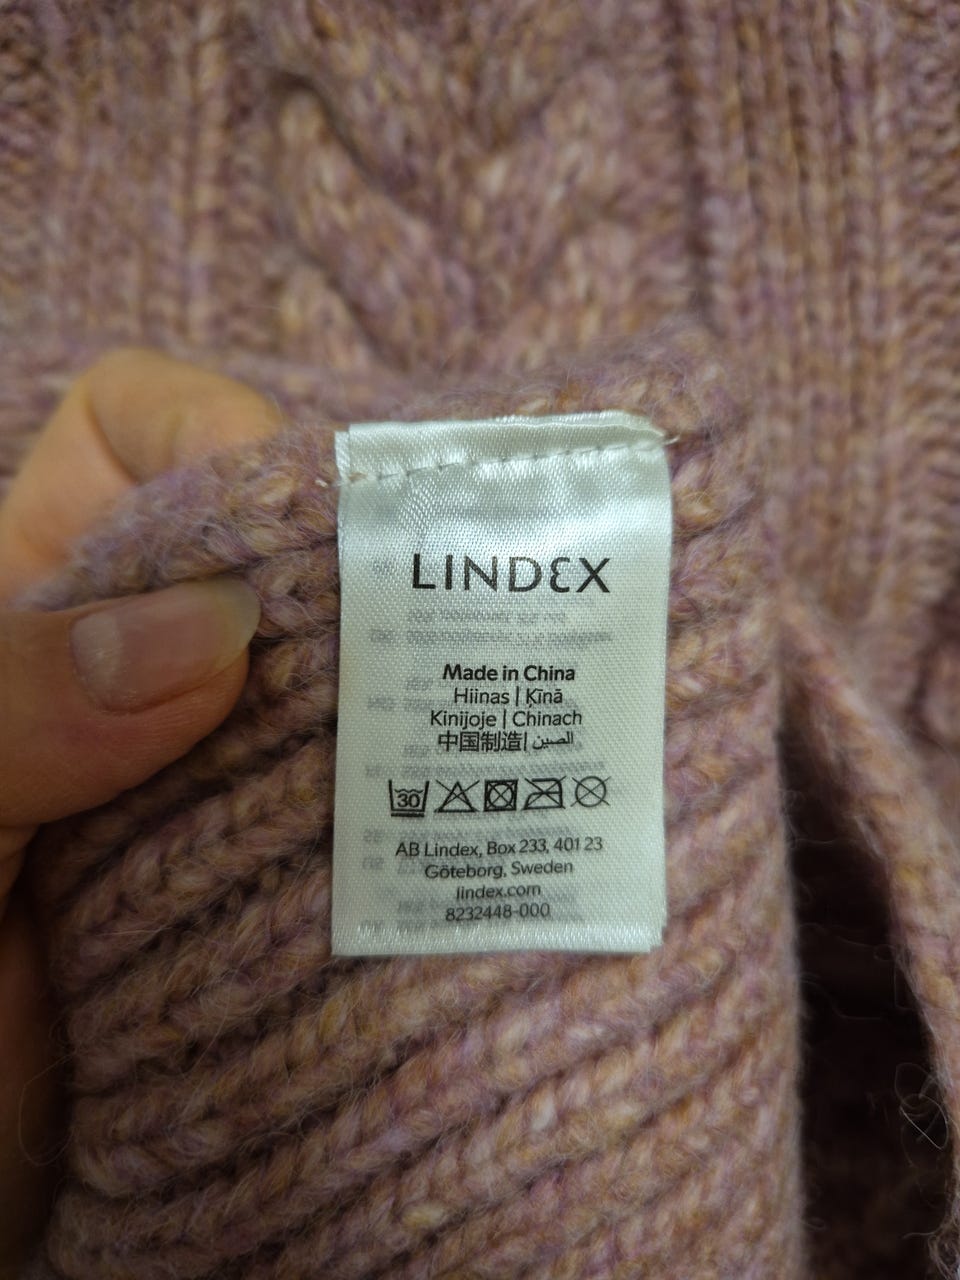 LINDEX
Made in China
Hiinas | Ķīnā
Kinijoje | Chinach
中国制造| الصين
30
AB Lindex, Box 233, 401 23
Göteborg, Sweden
lindex.com
8232448-000